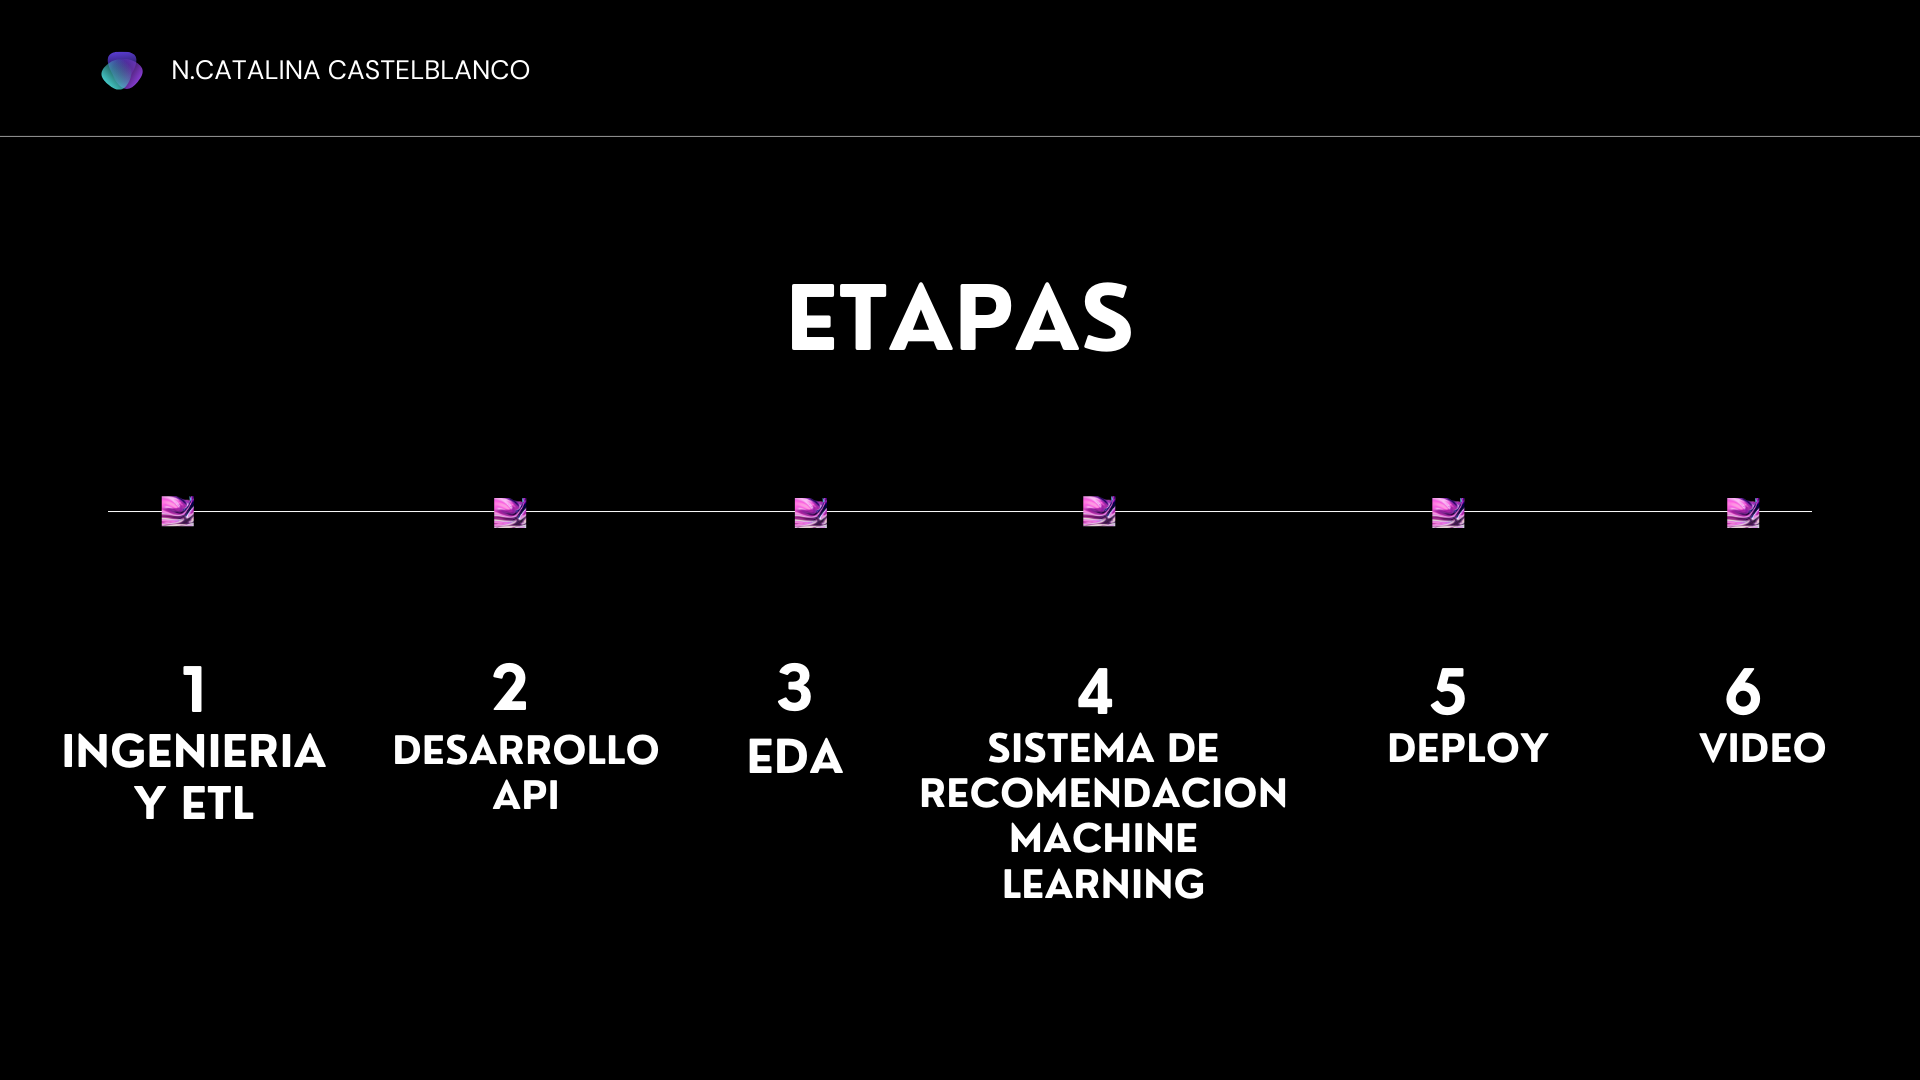 N.CATALINA CASTELBLANCO
ETAPAS
1
INGENIERIA
Y ETL
2
DESARROLLO
API
3
EDA
4
SISTEMA DE
RECOMENDACION
MACHINE
LEARNING
5
DEPLOY
6
VIDEO